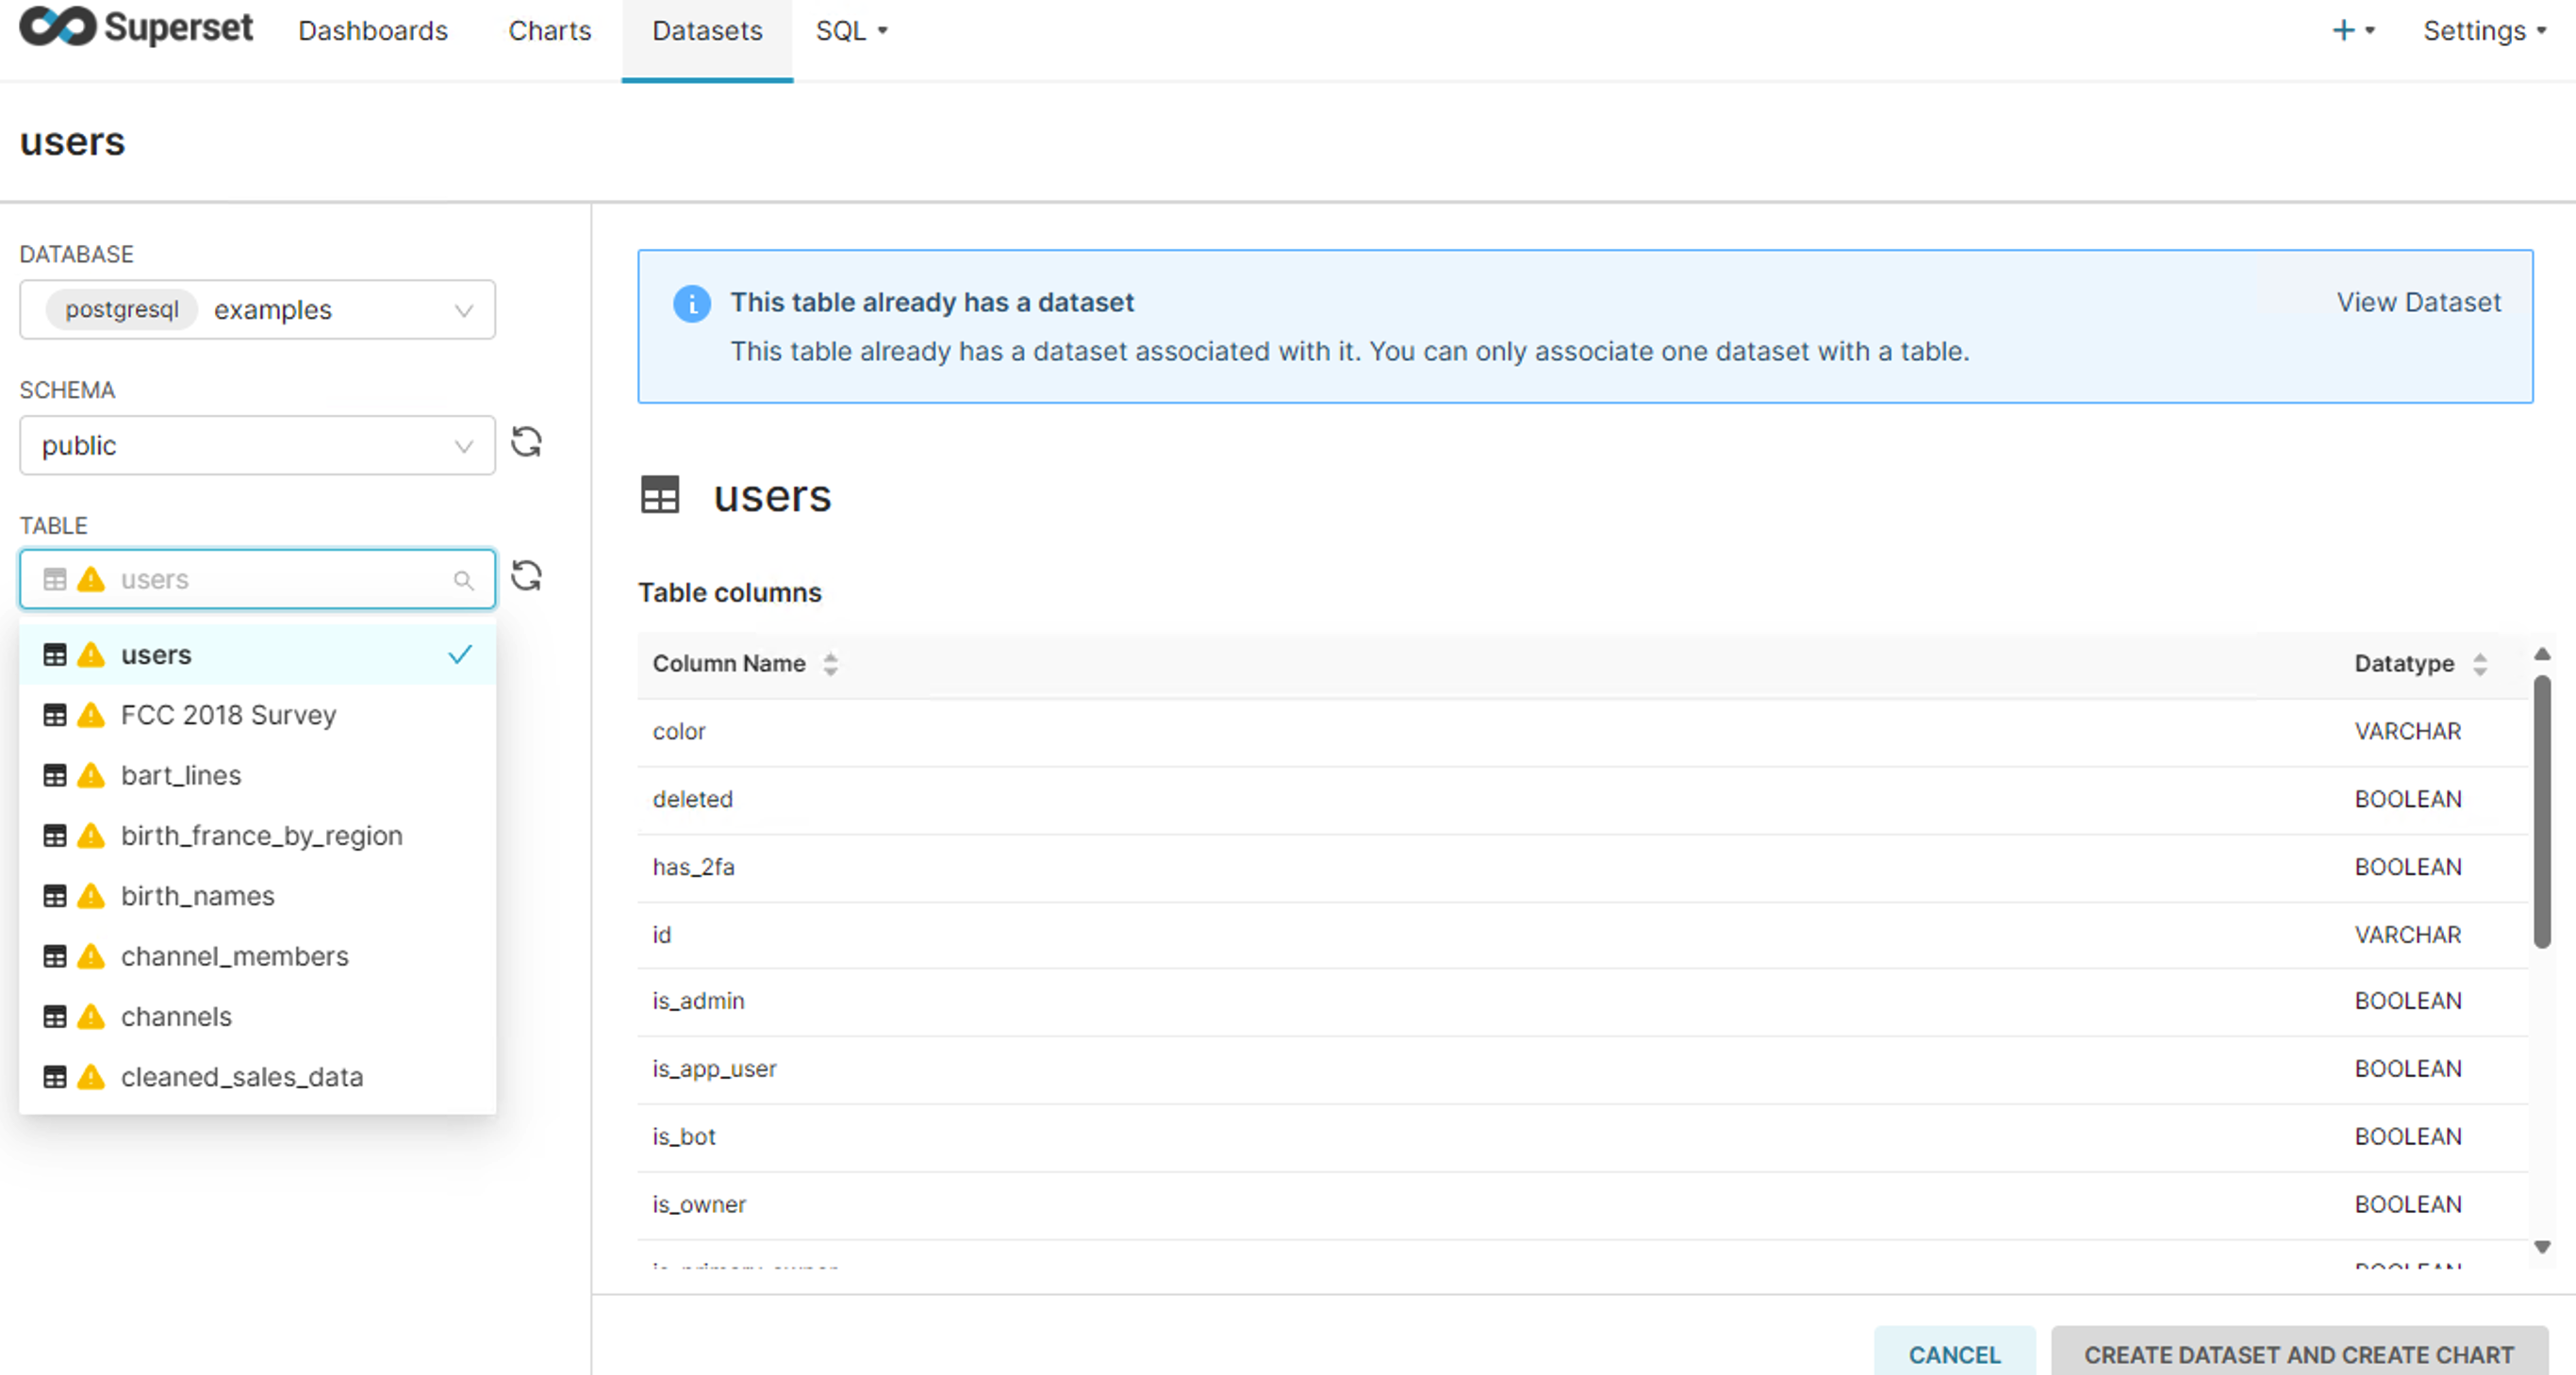 Superset Dashboards Charts Datasets SQL + Settings
users
DATABASE
postgresql examples
SCHEMA
public
TABLE
users
users
FCC 2018 Survey
bart_lines
birth_france_by_region
birth_names
channel_members
channels
cleaned_sales_data
This table already has a dataset View Dataset
This table already has a dataset associated with it. You can only associate one dataset with a table.
users
Table columns
Column Name Datatype
color VARCHAR
deleted BOOLEAN
has_2fa BOOLEAN
id VARCHAR
is_admin BOOLEAN
is_app_user BOOLEAN
is_bot BOOLEAN
is_owner BOOLEAN
is_primary_owner BOOLEAN
CANCEL CREATE DATASET AND CREATE CHART